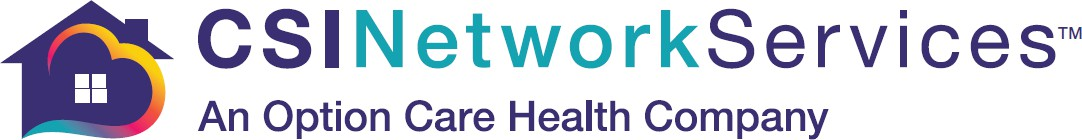 CSINetworkServices™
An Option Care Health Company